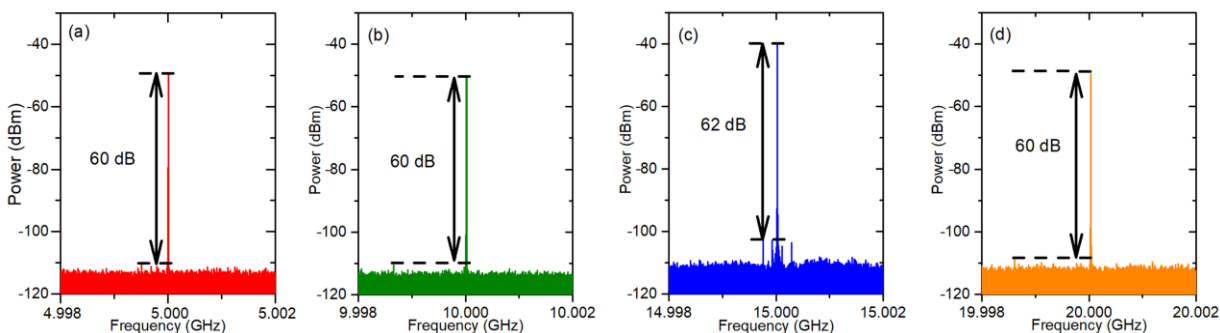 (a)
Power (dBm)
-40
-60
-80
-100
-120
60 dB
4.998
5.000
5.002
Frequency (GHz)
(b)
Power (dBm)
-40
-60
-80
-100
-120
60 dB
9.998
10.000
10.002
Frequency (GHz)
(c)
Power (dBm)
-40
-60
-80
-100
-120
62 dB
14.998
15.000
15.002
Frequency (GHz)
(d)
Power (dBm)
-40
-60
-80
-100
-120
60 dB
19.998
20.000
20.002
Frequency (GHz)